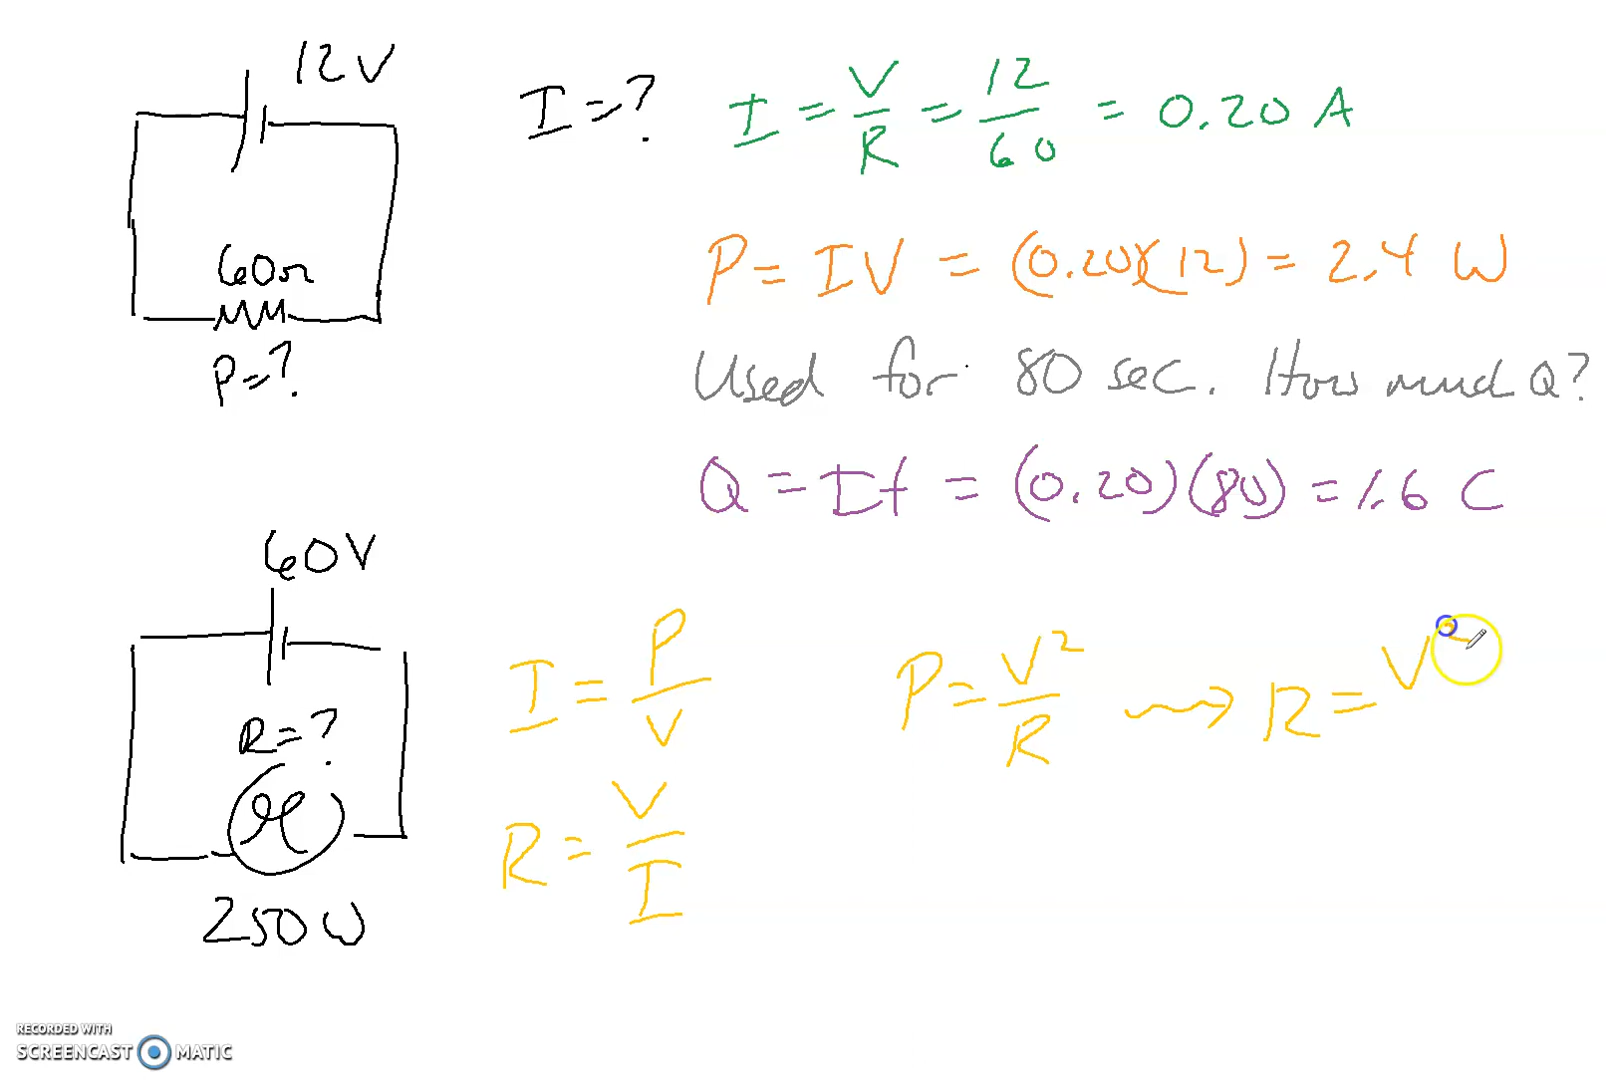 12V
I = ?
I = V/R = 12/60 = 0.20 A
60Ω
P = ?
P = IV = (0.20)(12) = 2.4 W
Used for 80 sec. How much Q?
Q = It = (0.20)(80) = 1.6 C
60V
R = ?
250W
I = P/V
R = V/I
P = V²/R ⇝ R = V²
RECORDED WITH
SCREENCAST MATIC